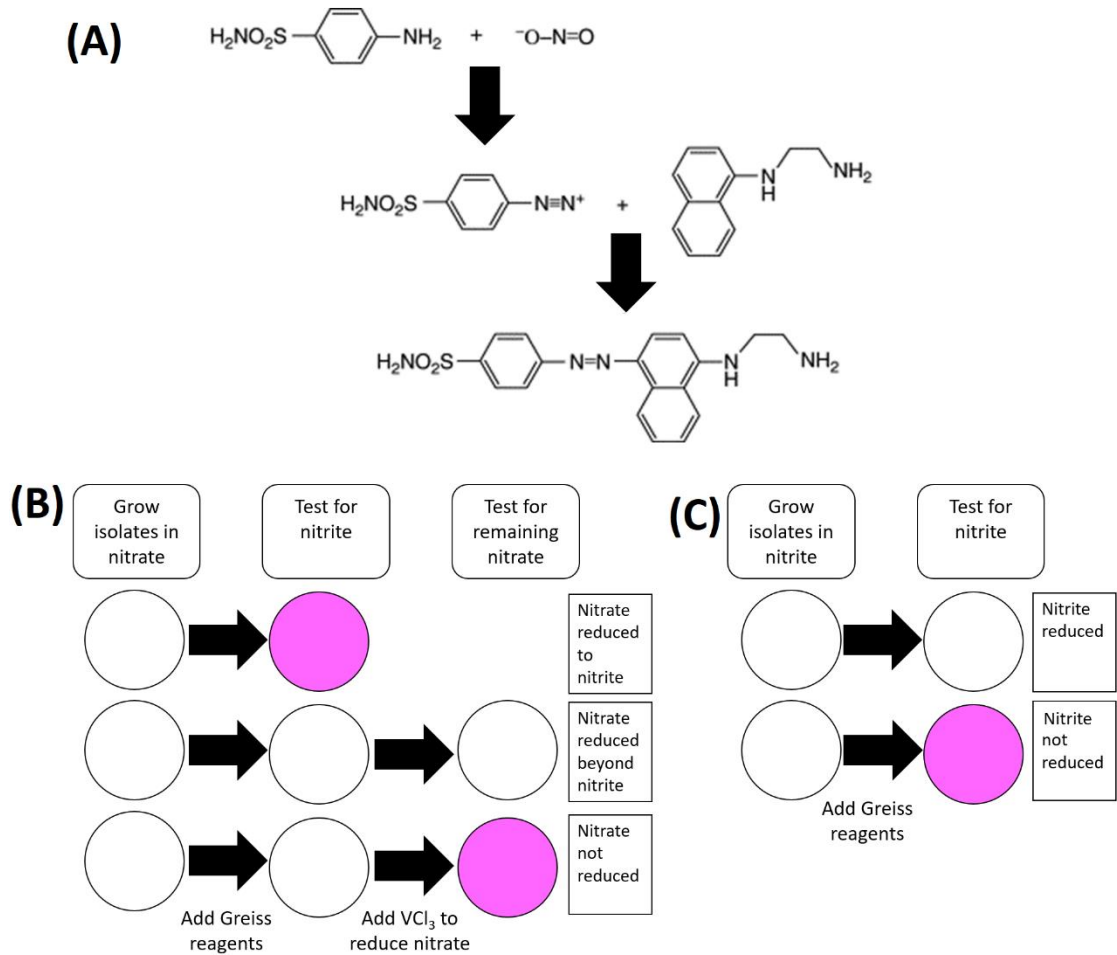 (A)
H₂NO₂S NH₂ + ⁻O–N=O
H₂NO₂S N≡N⁺ + N H NH₂
H₂NO₂S N=N N H NH₂
(B)
Grow
isolates in
nitrate
Test for
nitrite
Test for
remaining
nitrate
Nitrate
reduced
to
nitrite
Nitrate
reduced
beyond
nitrite
Nitrate
not
reduced
Add Greiss
reagents
Add VCl₃ to
reduce nitrate
(C)
Grow
isolates in
nitrite
Test for
nitrite
Nitrite
reduced
Nitrite
not
reduced
Add Greiss
reagents